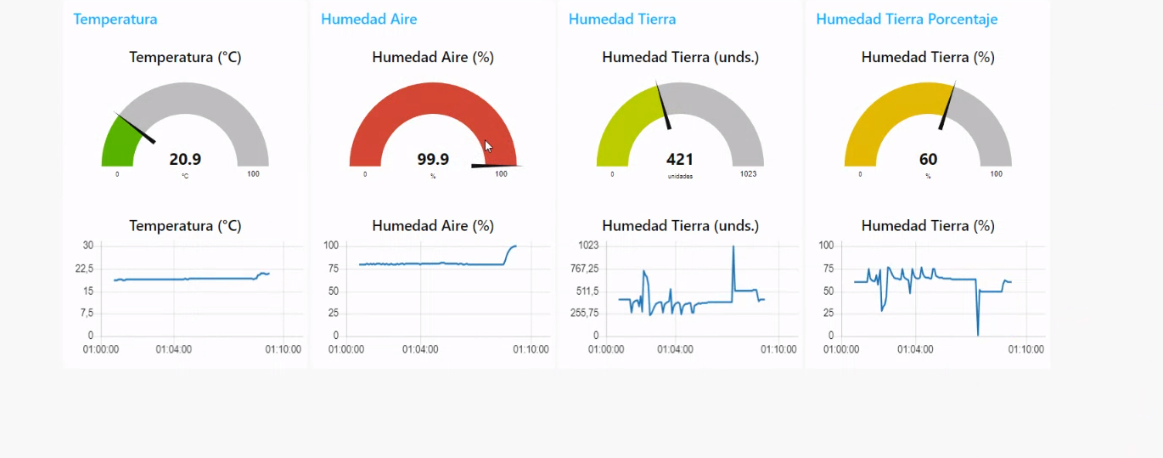 Temperatura
Temperatura (°C)
20.9
0 °C 100
Temperatura (°C)
30
22,5
15
7,5
0
01:00:00 01:04:00 01:10:00
Humedad Aire
Humedad Aire (%)
99.9
0 % 100
Humedad Aire (%)
100
75
50
25
0
01:00:00 01:04:00 01:10:00
Humedad Tierra
Humedad Tierra (unds.)
421
0 unidades 1023
Humedad Tierra (unds.)
1023
767,25
511,5
255,75
0
01:00:00 01:04:00 01:10:00
Humedad Tierra Porcentaje
Humedad Tierra (%)
60
0 % 100
Humedad Tierra (%)
100
75
50
25
0
01:00:00 01:04:00 01:10:00